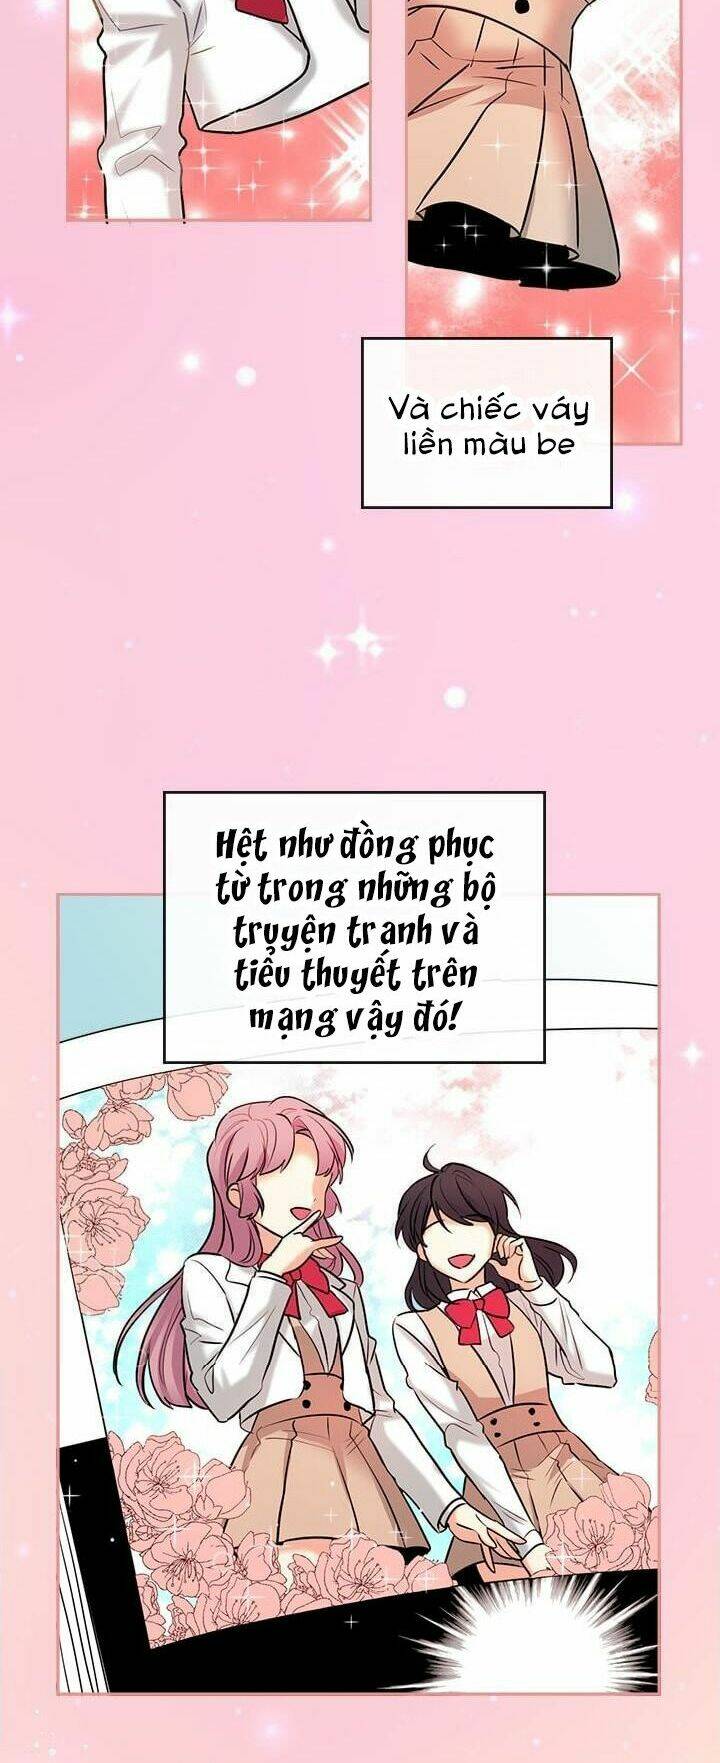 Và chiếc váy
liền màu be
Hệt như đồng phục
từ trong những bộ
truyện tranh và
tiểu thuyết trên
mạng vậy đó!